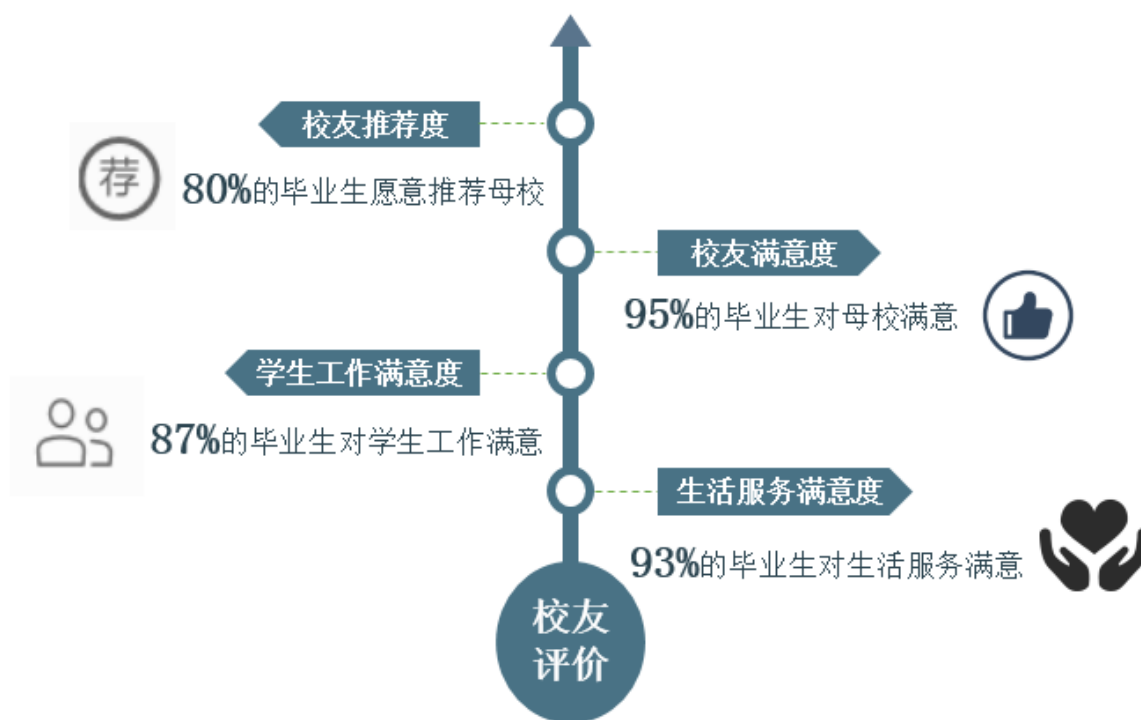 校友推荐度
荐
80%的毕业生愿意推荐母校
校友满意度
95%的毕业生对母校满意
学生工作满意度
87%的毕业生对学生工作满意
生活服务满意度
93%的毕业生对生活服务满意
校友
评价